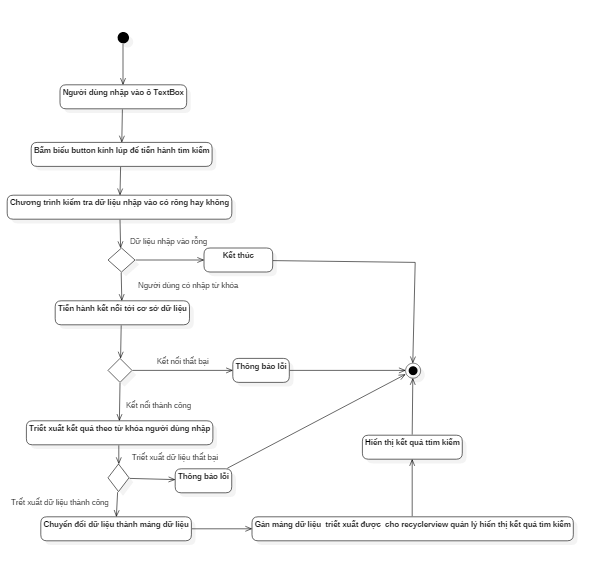 Người dùng nhập vào ô TextBox
Bấm biểu button kính lúp để tiến hành tìm kiếm
Chương trình kiểm tra dữ liệu nhập vào có rỗng hay không
Dữ liệu nhập vào rỗng
Kết thúc
Người dùng có nhập từ khóa
Tiến hành kết nối tới cơ sở dữ liệu
Kết nối thất bại
Thông báo lỗi
Kết nối thành công
Triết xuất kết quả theo từ khóa người dùng nhập
Hiển thị kết quả ttìm kiếm
Triết xuất dữ liệu thất bại
Thông báo lỗi
Trết xuất dữ liệu thành công
Chuyển đổi dữ liệu thành mảng dữ liệu
Gán mảng dữ liệu triết xuất được cho recyclerview quản lý hiển thị kết quả tìm kiếm